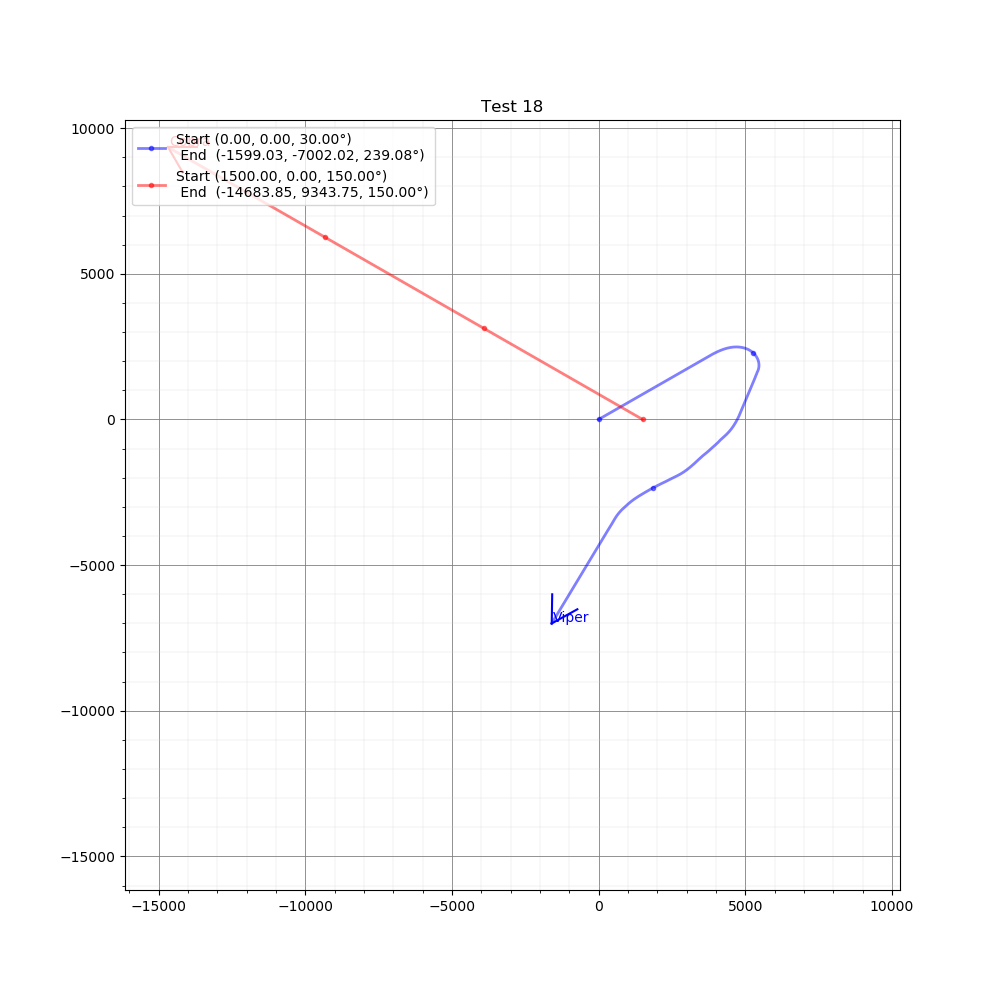 Test 18
Start (0.00, 0.00, 30.00°)
End (-1599.03, -7002.02, 239.08°)
Start (1500.00, 0.00, 150.00°)
End (-14683.85, 9343.75, 150.00°)
10000
5000
0
−5000
−10000
−15000
Viper
−15000
−10000
−5000
0
5000
10000